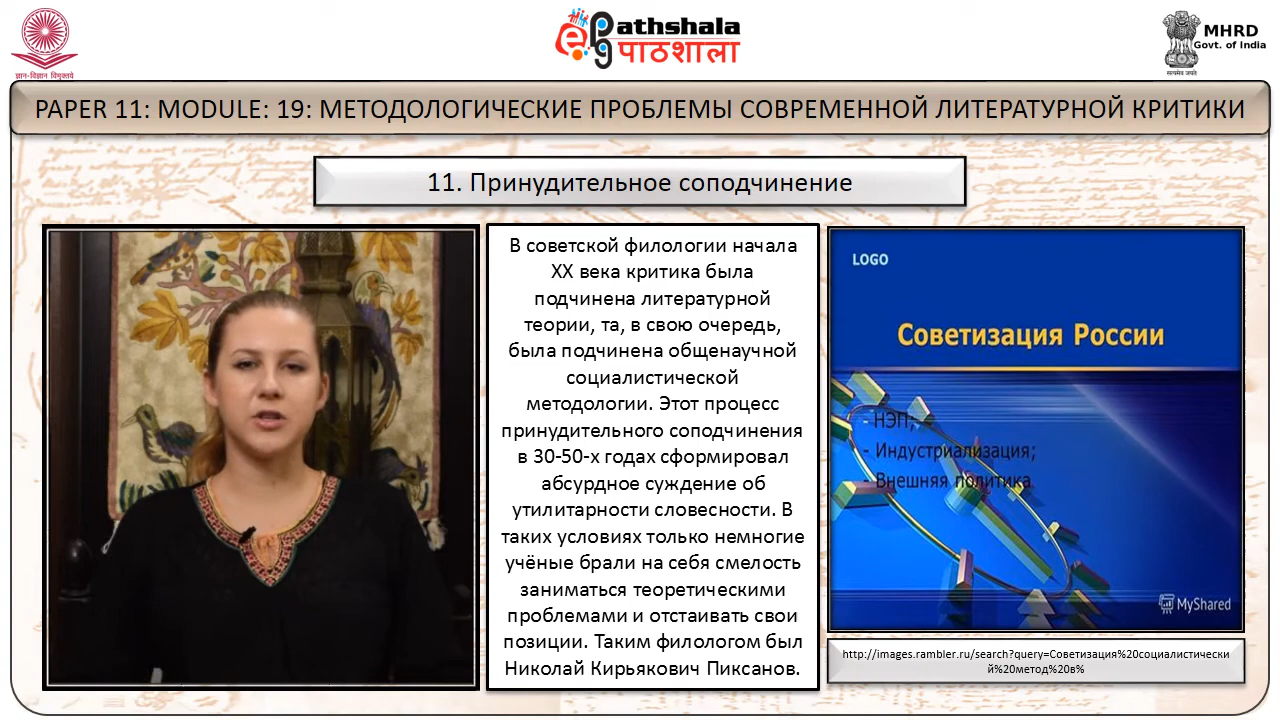 ज्ञान-विज्ञान विमुक्तये
ePathshala
पाठशाला
MHRD
Govt. of India
सत्यमेव जयते
PAPER 11: MODULE: 19: МЕТОДОЛОГИЧЕСКИЕ ПРОБЛЕМЫ СОВРЕМЕННОЙ ЛИТЕРАТУРНОЙ КРИТИКИ
11. Принудительное соподчинение
В советской филологии начала
XX века критика была
подчинена литературной
теории, та, в свою очередь,
была подчинена общенаучной
социалистической
методологии. Этот процесс
принудительного соподчинения
в 30-50-х годах сформировал
абсурдное суждение об
утилитарности словесности. В
таких условиях только немногие
учёные брали на себя смелость
заниматься теоретическими
проблемами и отстаивать свои
позиции. Таким филологом был
Николай Кирьякович Пиксанов.
LOGO
Советизация России
- НЭП;
- Индустриализация;
- Внешняя политика
MyShared
http://images.rambler.ru/search?query=Советизация%20социалистически
й%20метод%20в%